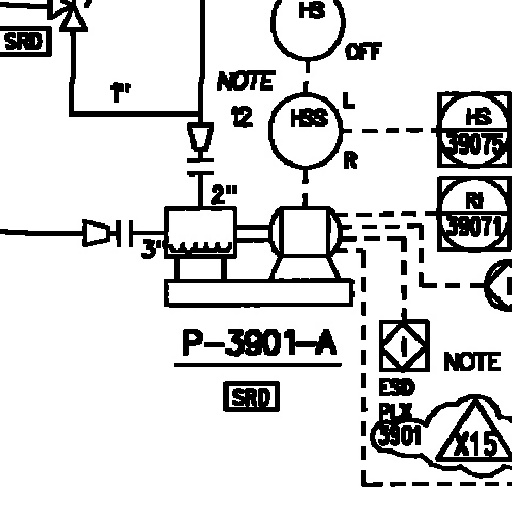 HS
SRD
OFF
NOTE
12
1"
L
HSS
R
HS
39075
2"
RI
39071
3"
P-3901-A
I
NOTE
SRD
ESD
PLX
3901
X15